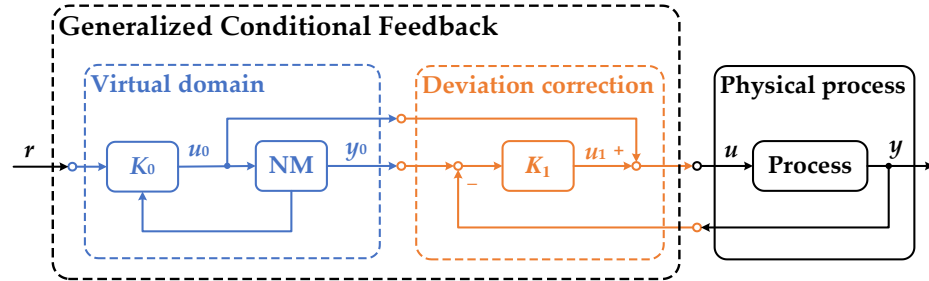 Generalized Conditional Feedback
Virtual domain
Deviation correction
Physical process
r
K0
u0
NM
y0
K1
u1 +
−
u
Process
y